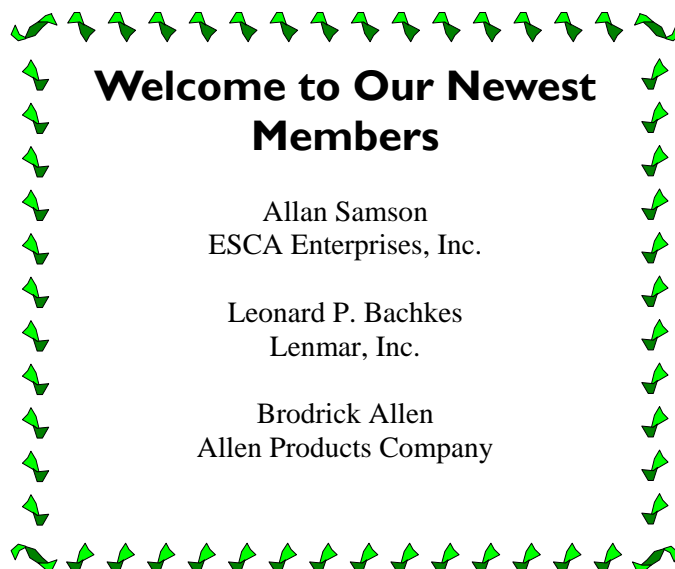 Welcome to Our Newest
Members
Allan Samson
ESCA Enterprises, Inc.
Leonard P. Bachkes
Lenmar, Inc.
Brodrick Allen
Allen Products Company